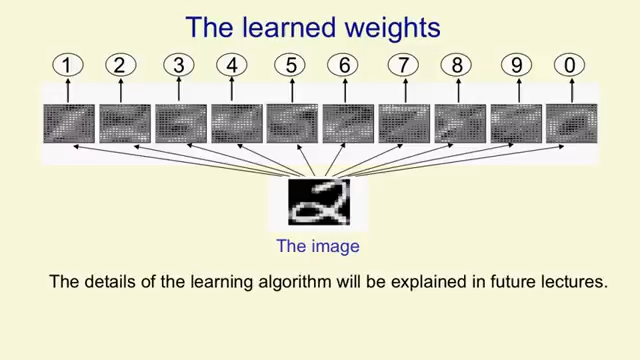 The learned weights
1 2 3 4 5 6 7 8 9 0
2
The image
The details of the learning algorithm will be explained in future lectures.